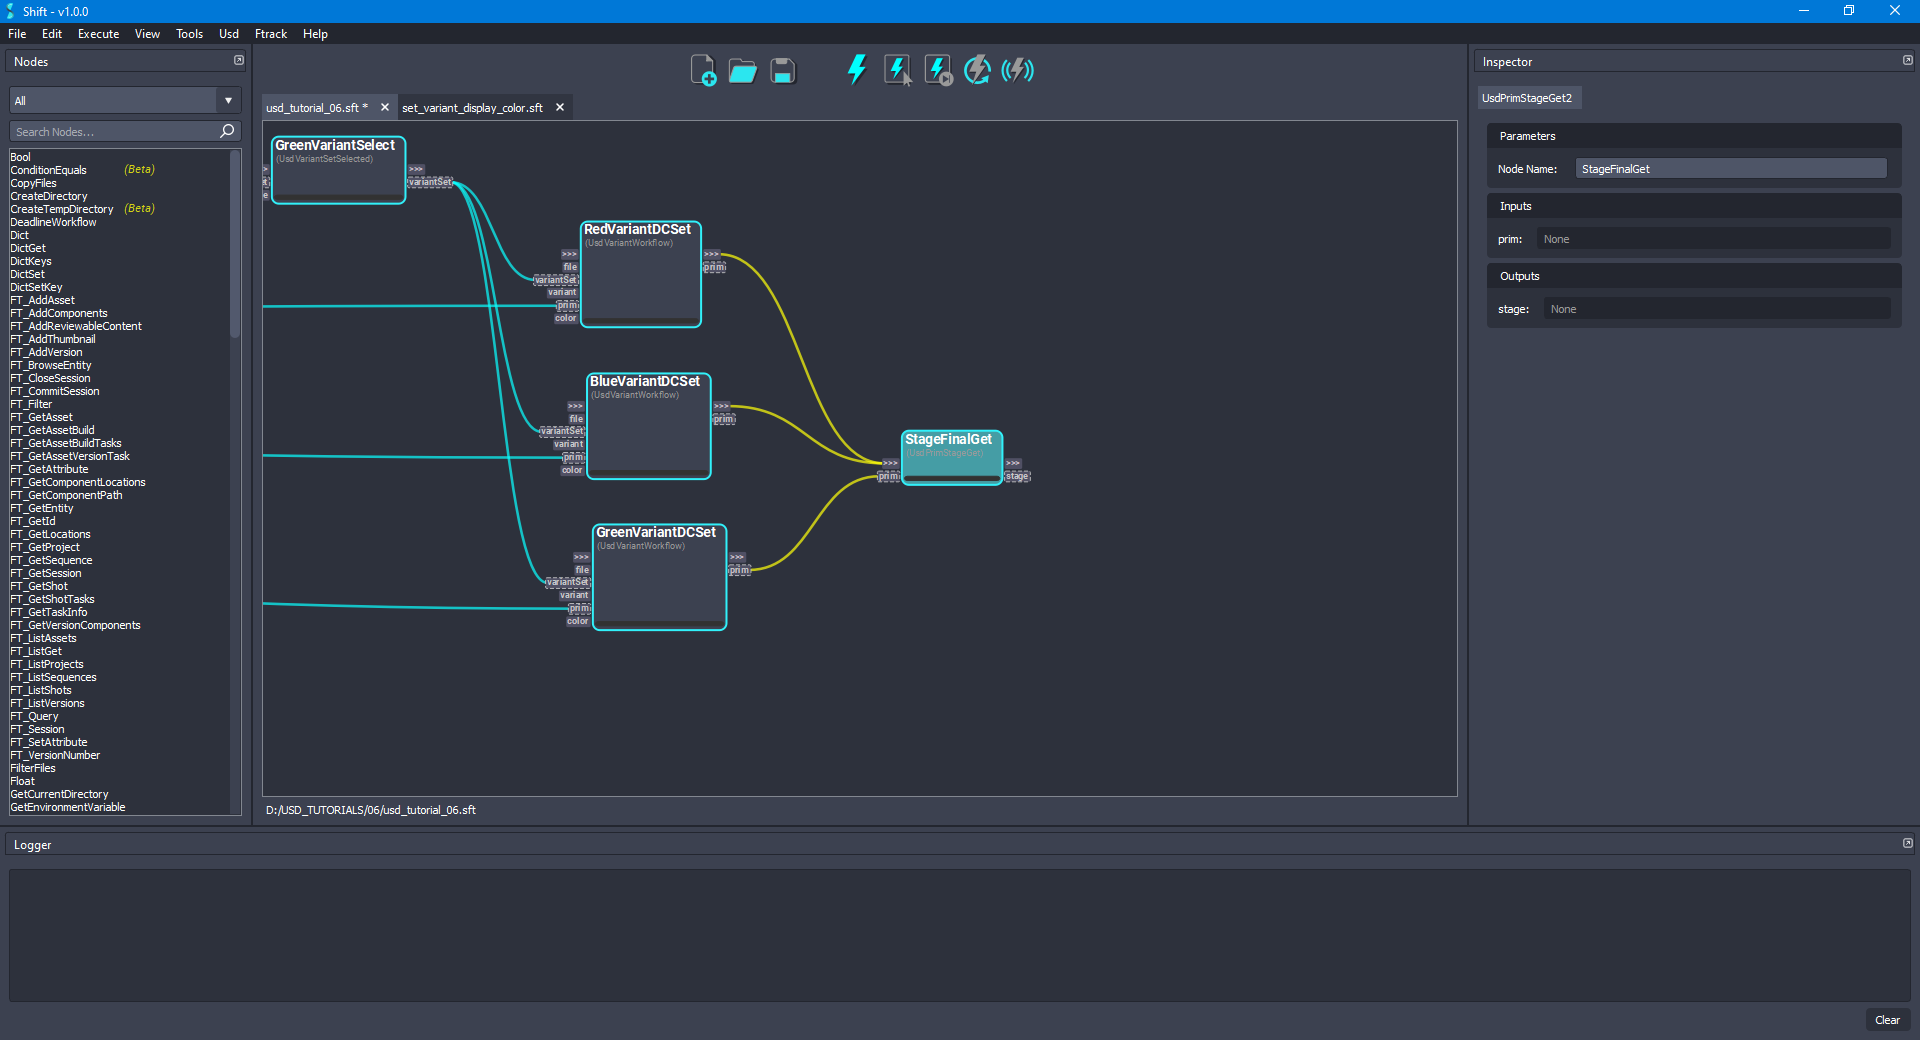 Shift - v1.0.0
File Edit Execute View Tools Usd Ftrack Help
Nodes
All
Search Nodes...
Bool
ConditionEquals (Beta)
CopyFiles
CreateDirectory
CreateTempDirectory (Beta)
DeadlineWorkflow
Dict
DictGet
DictKeys
DictSet
DictSetKey
FT_AddAsset
FT_AddComponents
FT_AddReviewableContent
FT_AddThumbnail
FT_AddVersion
FT_BrowseEntity
FT_CloseSession
FT_CommitSession
FT_Filter
FT_GetAsset
FT_GetAssetBuild
FT_GetAssetBuildTasks
FT_GetAssetVersionTask
FT_GetAttribute
FT_GetComponentLocations
FT_GetComponentPath
FT_GetEntity
FT_GetId
FT_GetLocations
FT_GetProject
FT_GetSequence
FT_GetSession
FT_GetShot
FT_GetShotTasks
FT_GetTaskInfo
FT_GetVersionComponents
FT_ListAssets
FT_ListGet
FT_ListProjects
FT_ListSequences
FT_ListShots
FT_ListVersions
FT_Query
FT_Session
FT_SetAttribute
FT_VersionNumber
FilterFiles
Float
GetCurrentDirectory
GetEnvironmentVariable
usd_tutorial_06.sft * set_variant_display_color.sft
GreenVariantSelect
(UsdVariantSetSelected)
>>>
variantSet
RedVariantDCSet
(UsdVariantWorkflow)
>>> >>>
file prim
variantSet
variant
prim
color
BlueVariantDCSet
(UsdVariantWorkflow)
>>> >>>
file prim
variantSet
variant
prim
color
StageFinalGet
(UsdPrimStageGet)
>>> >>>
prim stage
GreenVariantDCSet
(UsdVariantWorkflow)
>>> >>>
file prim
variantSet
variant
prim
color
D:/USD_TUTORIALS/06/usd_tutorial_06.sft
Inspector
UsdPrimStageGet2
Parameters
Node Name: StageFinalGet
Inputs
prim: None
Outputs
stage: None
Logger
Clear